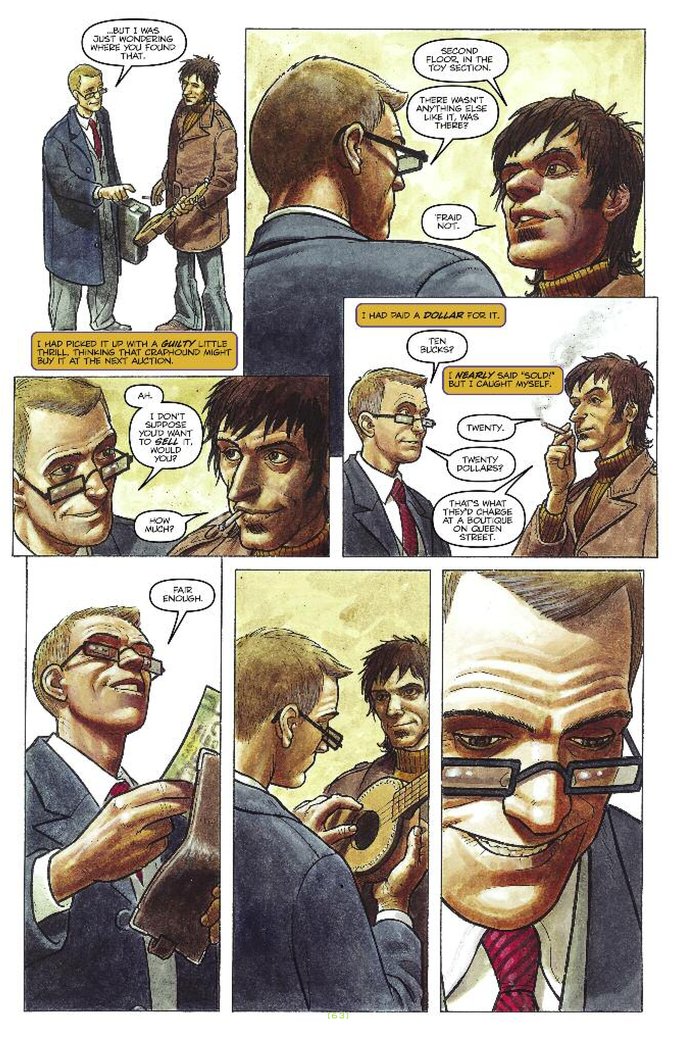 ...BUT I WAS
JUST WONDERING
WHERE YOU FOUND
THAT.
SECOND
FLOOR, IN THE
TOY SECTION.
THERE WASN'T
ANYTHING ELSE
LIKE IT, WAS
THERE?
'FRAID
NOT.
I HAD PICKED IT UP WITH A GUILTY LITTLE
THRILL, THINKING THAT CRAPHOUND MIGHT
BUY IT AT THE NEXT AUCTION.
AH.
I DON'T
SUPPOSE
YOU'D WANT
TO SELL IT,
WOULD
YOU?
HOW
MUCH?
I HAD PAID A DOLLAR FOR IT.
TEN
BUCKS?
I NEARLY SAID "SOLD!"
BUT I CAUGHT MYSELF.
TWENTY.
TWENTY
DOLLARS?
THAT'S WHAT
THEY'D CHARGE
AT A BOUTIQUE
ON QUEEN
STREET.
FAIR
ENOUGH.
[63]